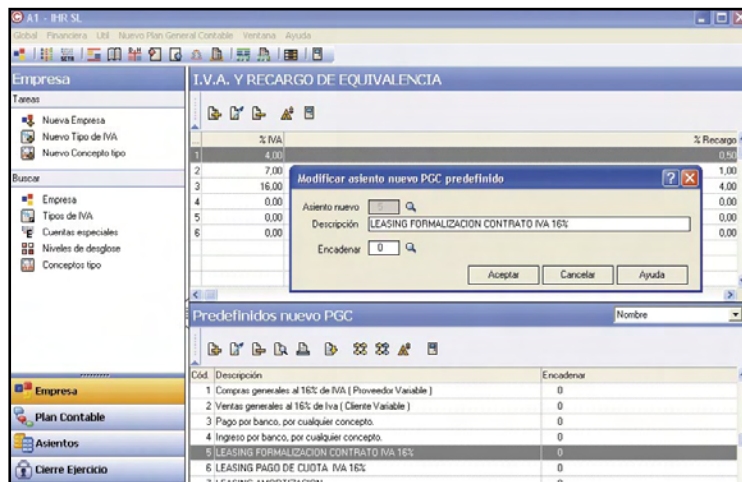 A1 - IHR SL
Global Financiera Util Nuevo Plan General Contable Ventana Ayuda
Empresa
Tareas
Nueva Empresa
Nuevo Tipo de IVA
Nuevo Concepto tipo
Buscar
Empresa
Tipos de IVA
Cuentas especiales
Niveles de desglose
Conceptos tipo
Empresa
Plan Contable
Asientos
Cierre Ejercicio
I.V.A. Y RECARGO DE EQUIVALENCIA
... % IVA % Recargo
1 4,00 0,50
2 7,00 1,00
3 16,00 4,00
4 0,00 0,00
5 0,00 0,00
6 0,00 0,00
Modificar asiento nuevo PGC predefinido
Asiento nuevo 5
Descripción LEASING FORMALIZACION CONTRATO IVA 16%
Encadenar 0
Aceptar Cancelar Ayuda
Predefinidos nuevo PGC Nombre
Cód. Descripción Encadenar
1 Compras generales al 16% de IVA ( Proveedor Variable ) 0
2 Ventas generales al 16% de Iva ( Cliente Variable ) 0
3 Pago por banco, por cualquier concepto. 0
4 Ingreso por banco, por cualquier concepto. 0
5 LEASING FORMALIZACION CONTRATO IVA 16% 0
6 LEASING PAGO DE CUOTA IVA 16% 0
7 LEASING AMORTIZACION